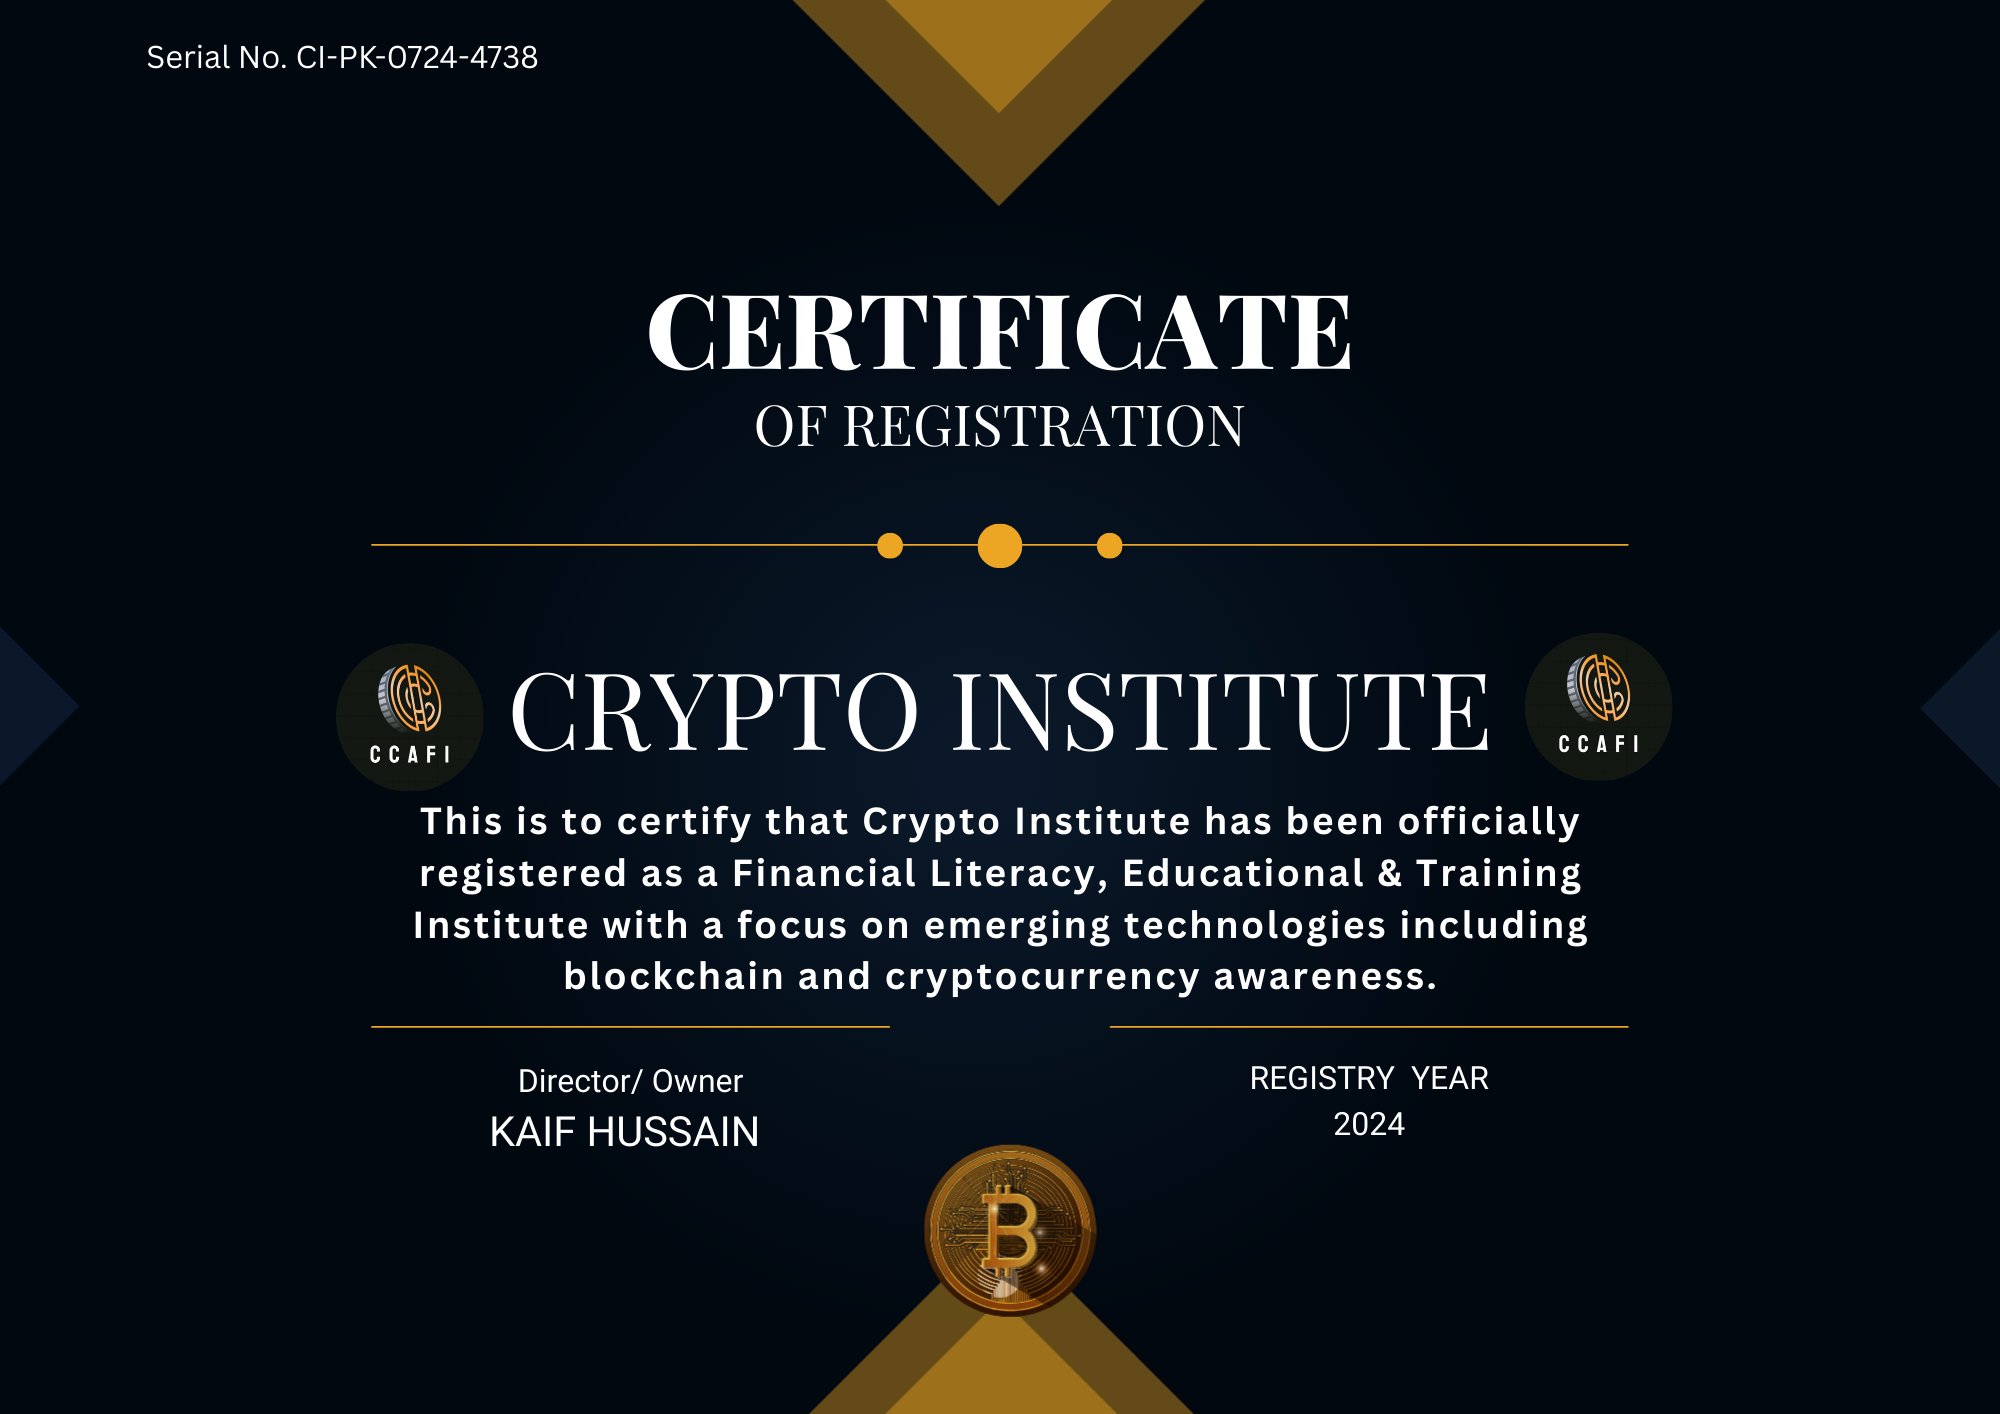 Serial No. CI-PK-0724-4738
CERTIFICATE
OF REGISTRATION
CCAFI
CRYPTO INSTITUTE
CCAFI
This is to certify that Crypto Institute has been officially
registered as a Financial Literacy, Educational & Training
Institute with a focus on emerging technologies including
blockchain and cryptocurrency awareness.
Director/ Owner
KAIF HUSSAIN
REGISTRY YEAR
2024